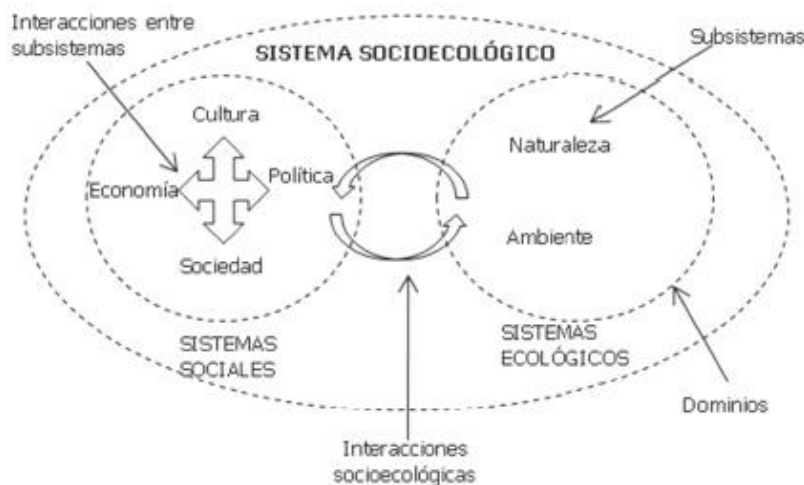 Interacciones entre
subsistemas
SISTEMA SOCIOECOLÓGICO
Subsistemas
Cultura
Naturaleza
Economía
Política
Sociedad
Ambiente
SISTEMAS
SOCIALES
SISTEMAS
ECOLÓGICOS
Dominios
Interacciones
socioecológicas